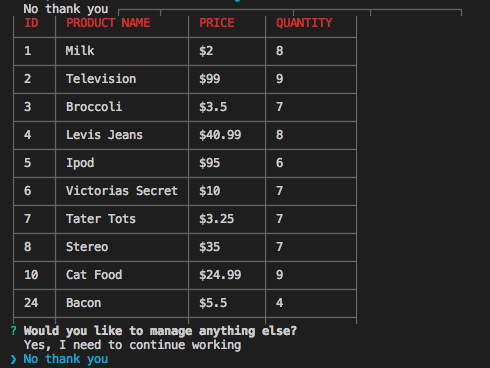 No thank you
ID PRODUCT NAME PRICE QUANTITY
1 Milk $2 8
2 Television $99 9
3 Broccoli $3.5 7
4 Levis Jeans $40.99 8
5 Ipod $95 6
6 Victorias Secret $10 7
7 Tater Tots $3.25 7
8 Stereo $35 7
10 Cat Food $24.99 9
24 Bacon $5.5 4
? Would you like to manage anything else?
Yes, I need to continue working
❯ No thank you